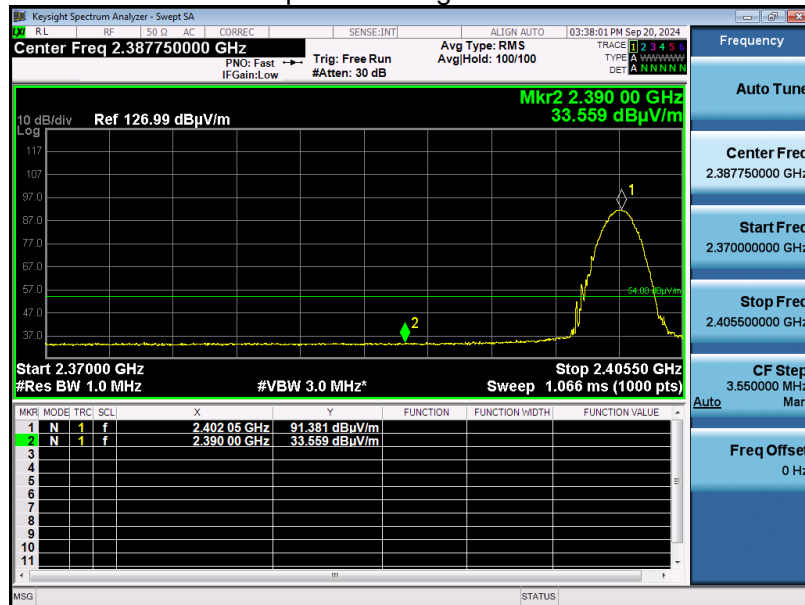 Keysight Spectrum Analyzer - Swept SA
LXI RL RF 50 Ω AC CORREC SENSE:INT ALIGN AUTO 03:38:01 PM Sep 20, 2024
Center Freq 2.387750000 GHz
PNO: Fast
IFGain:Low
Trig: Free Run
#Atten: 30 dB
Avg Type: RMS
Avg|Hold: 100/100
TRACE 1 2 3 4 5 6
TYPE A WWWWW
DET A N N N N N
Mkr2 2.390 00 GHz
33.559 dBµV/m
10 dB/div Ref 126.99 dBµV/m
Log
117
107
97.0
87.0
77.0
67.0
57.0
47.0
37.0
1
54.00 dBµV/m
2
Start 2.37000 GHz Stop 2.40550 GHz
#Res BW 1.0 MHz #VBW 3.0 MHz* Sweep 1.066 ms (1000 pts)
MKR MODE TRC SCL X Y FUNCTION FUNCTION WIDTH FUNCTION VALUE
1 N 1 f 2.402 05 GHz 91.381 dBµV/m
2 N 1 f 2.390 00 GHz 33.559 dBµV/m
3
4
5
6
7
8
9
10
11
MSG STATUS
Frequency
Auto Tune
Center Freq
2.387750000 GHz
Start Freq
2.370000000 GHz
Stop Freq
2.405500000 GHz
CF Step
3.550000 MHz
Auto Man
Freq Offset
0 Hz